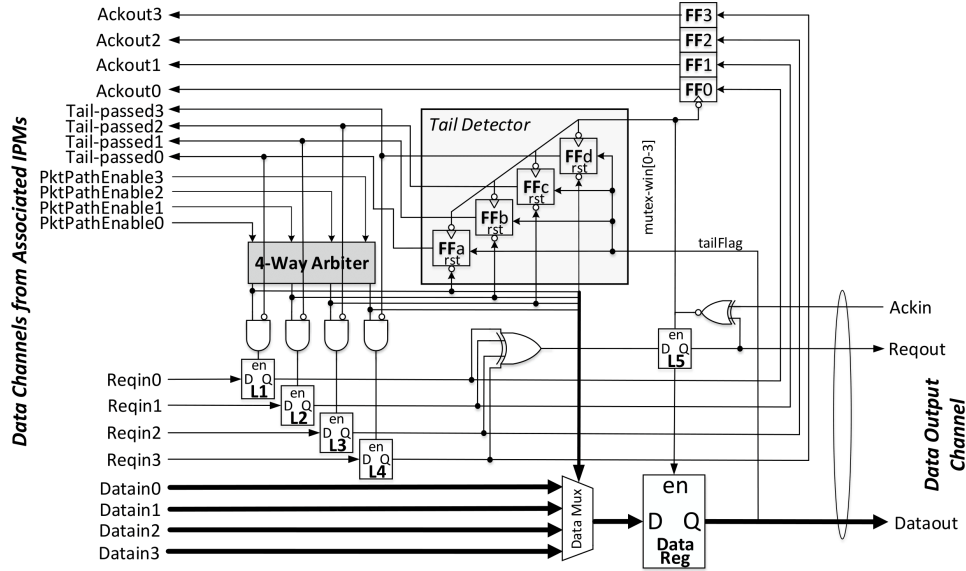 Data Channels from Associated IPMs
Ackout3
Ackout2
Ackout1
Ackout0
Tail-passed3
Tail-passed2
Tail-passed1
Tail-passed0
PktPathEnable3
PktPathEnable2
PktPathEnable1
PktPathEnable0
FF3
FF2
FF1
FF0
Tail Detector
FFd
rst
FFc
rst
FFb
rst
FFa
rst
mutex-win[0-3]
tailFlag
4-Way Arbiter
Ackin
Reqout
en
D Q
L5
Reqin0
Reqin1
Reqin2
Reqin3
en
D Q
L1
en
D Q
L2
en
D Q
L3
en
D Q
L4
Datain0
Datain1
Datain2
Datain3
Data Mux
en
D Q
Data
Reg
Dataout
Data Output
Channel